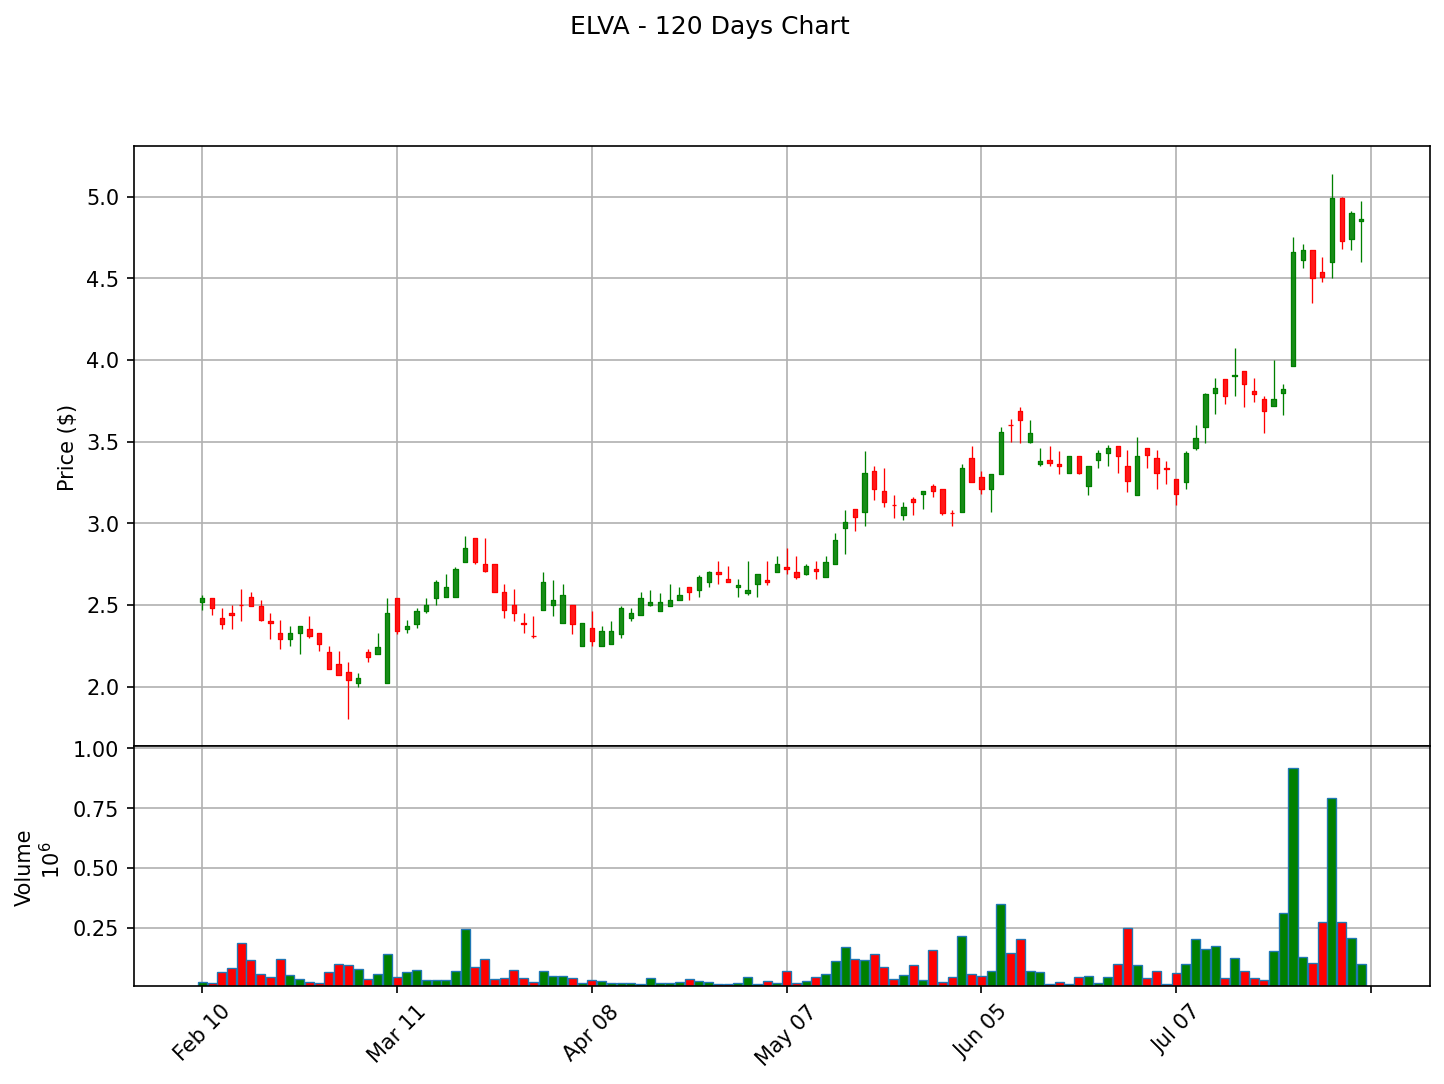 ELVA - 120 Days Chart
Price ($)
5.0
4.5
4.0
3.5
3.0
2.5
2.0
Volume
10^6
1.00
0.75
0.50
0.25
Feb 10
Mar 11
Apr 08
May 07
Jun 05
Jul 07